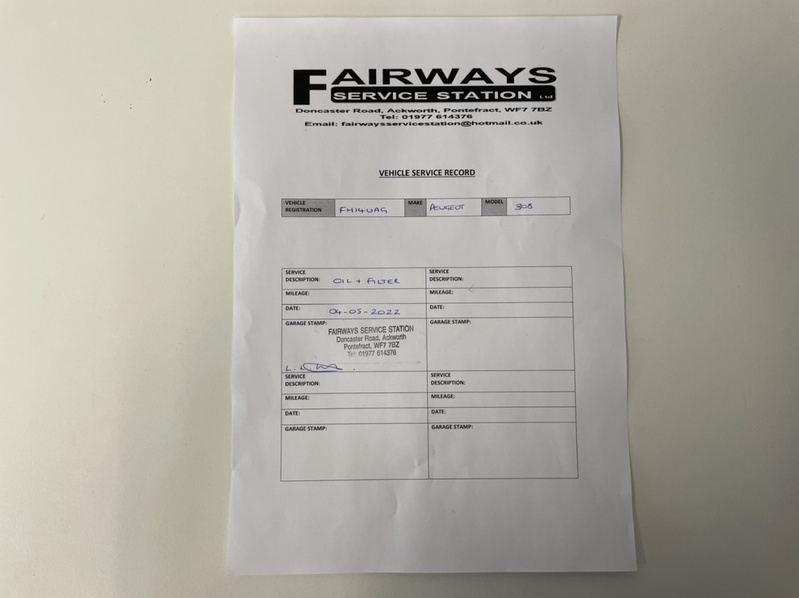 FAIRWAYS
SERVICE STATION Ltd
Doncaster Road, Ackworth, Pontefract, WF7 7BZ
Tel: 01977 614376
Email: fairwaysservicestation@hotmail.co.uk
VEHICLE SERVICE RECORD
VEHICLE REGISTRATION FH14UAG MAKE PEUGEOT MODEL 308
SERVICE DESCRIPTION: OIL + FILTER
MILEAGE:
DATE: 04-05-2022
GARAGE STAMP:
FAIRWAYS SERVICE STATION
Doncaster Road, Ackworth
Pontefract, WF7 7BZ
Tel: 01977 614376
SERVICE DESCRIPTION:
MILEAGE:
DATE:
GARAGE STAMP:
SERVICE DESCRIPTION:
MILEAGE:
DATE:
GARAGE STAMP:
SERVICE DESCRIPTION:
MILEAGE:
DATE:
GARAGE STAMP: